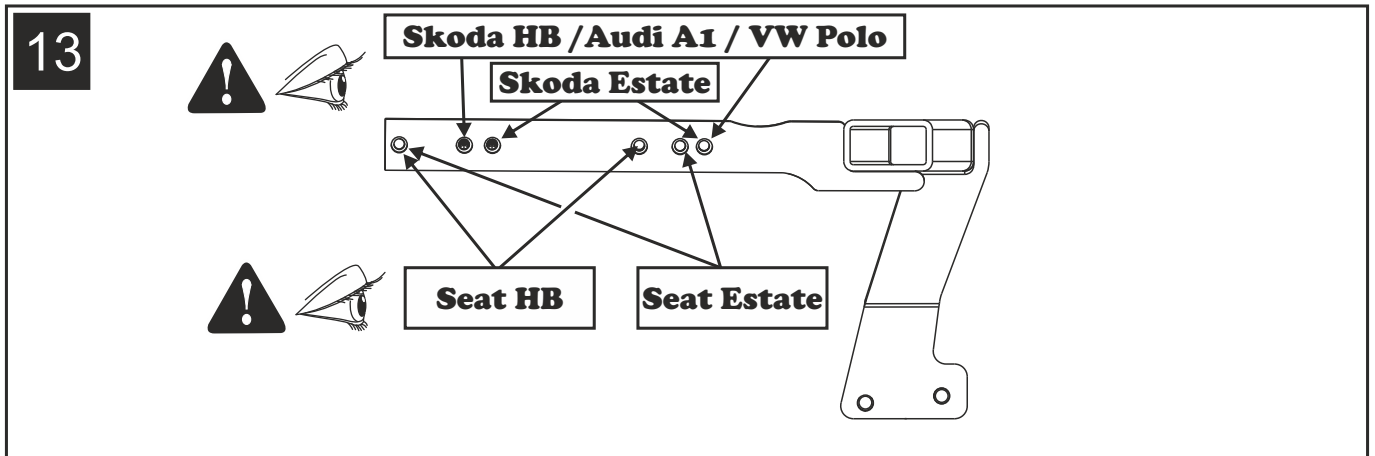 13
Skoda HB /Audi A1 / VW Polo
Skoda Estate
Seat HB
Seat Estate